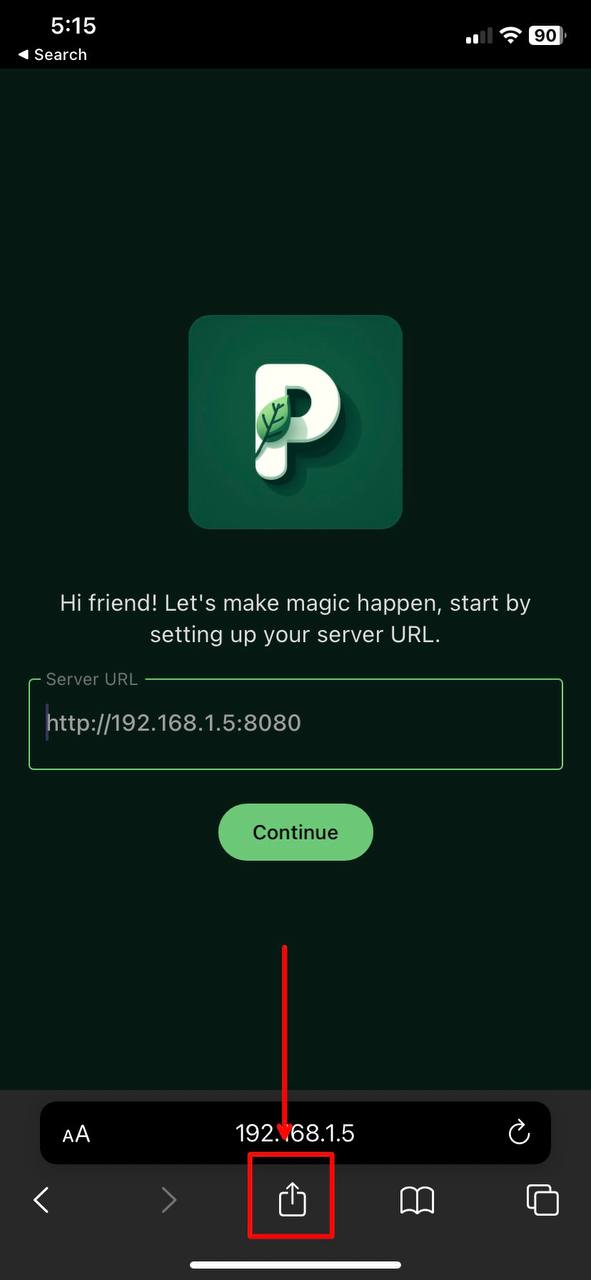 5:15
90
◀ Search
P
Hi friend! Let's make magic happen, start by
setting up your server URL.
Server URL
http://192.168.1.5:8080
Continue
AA
192.168.1.5